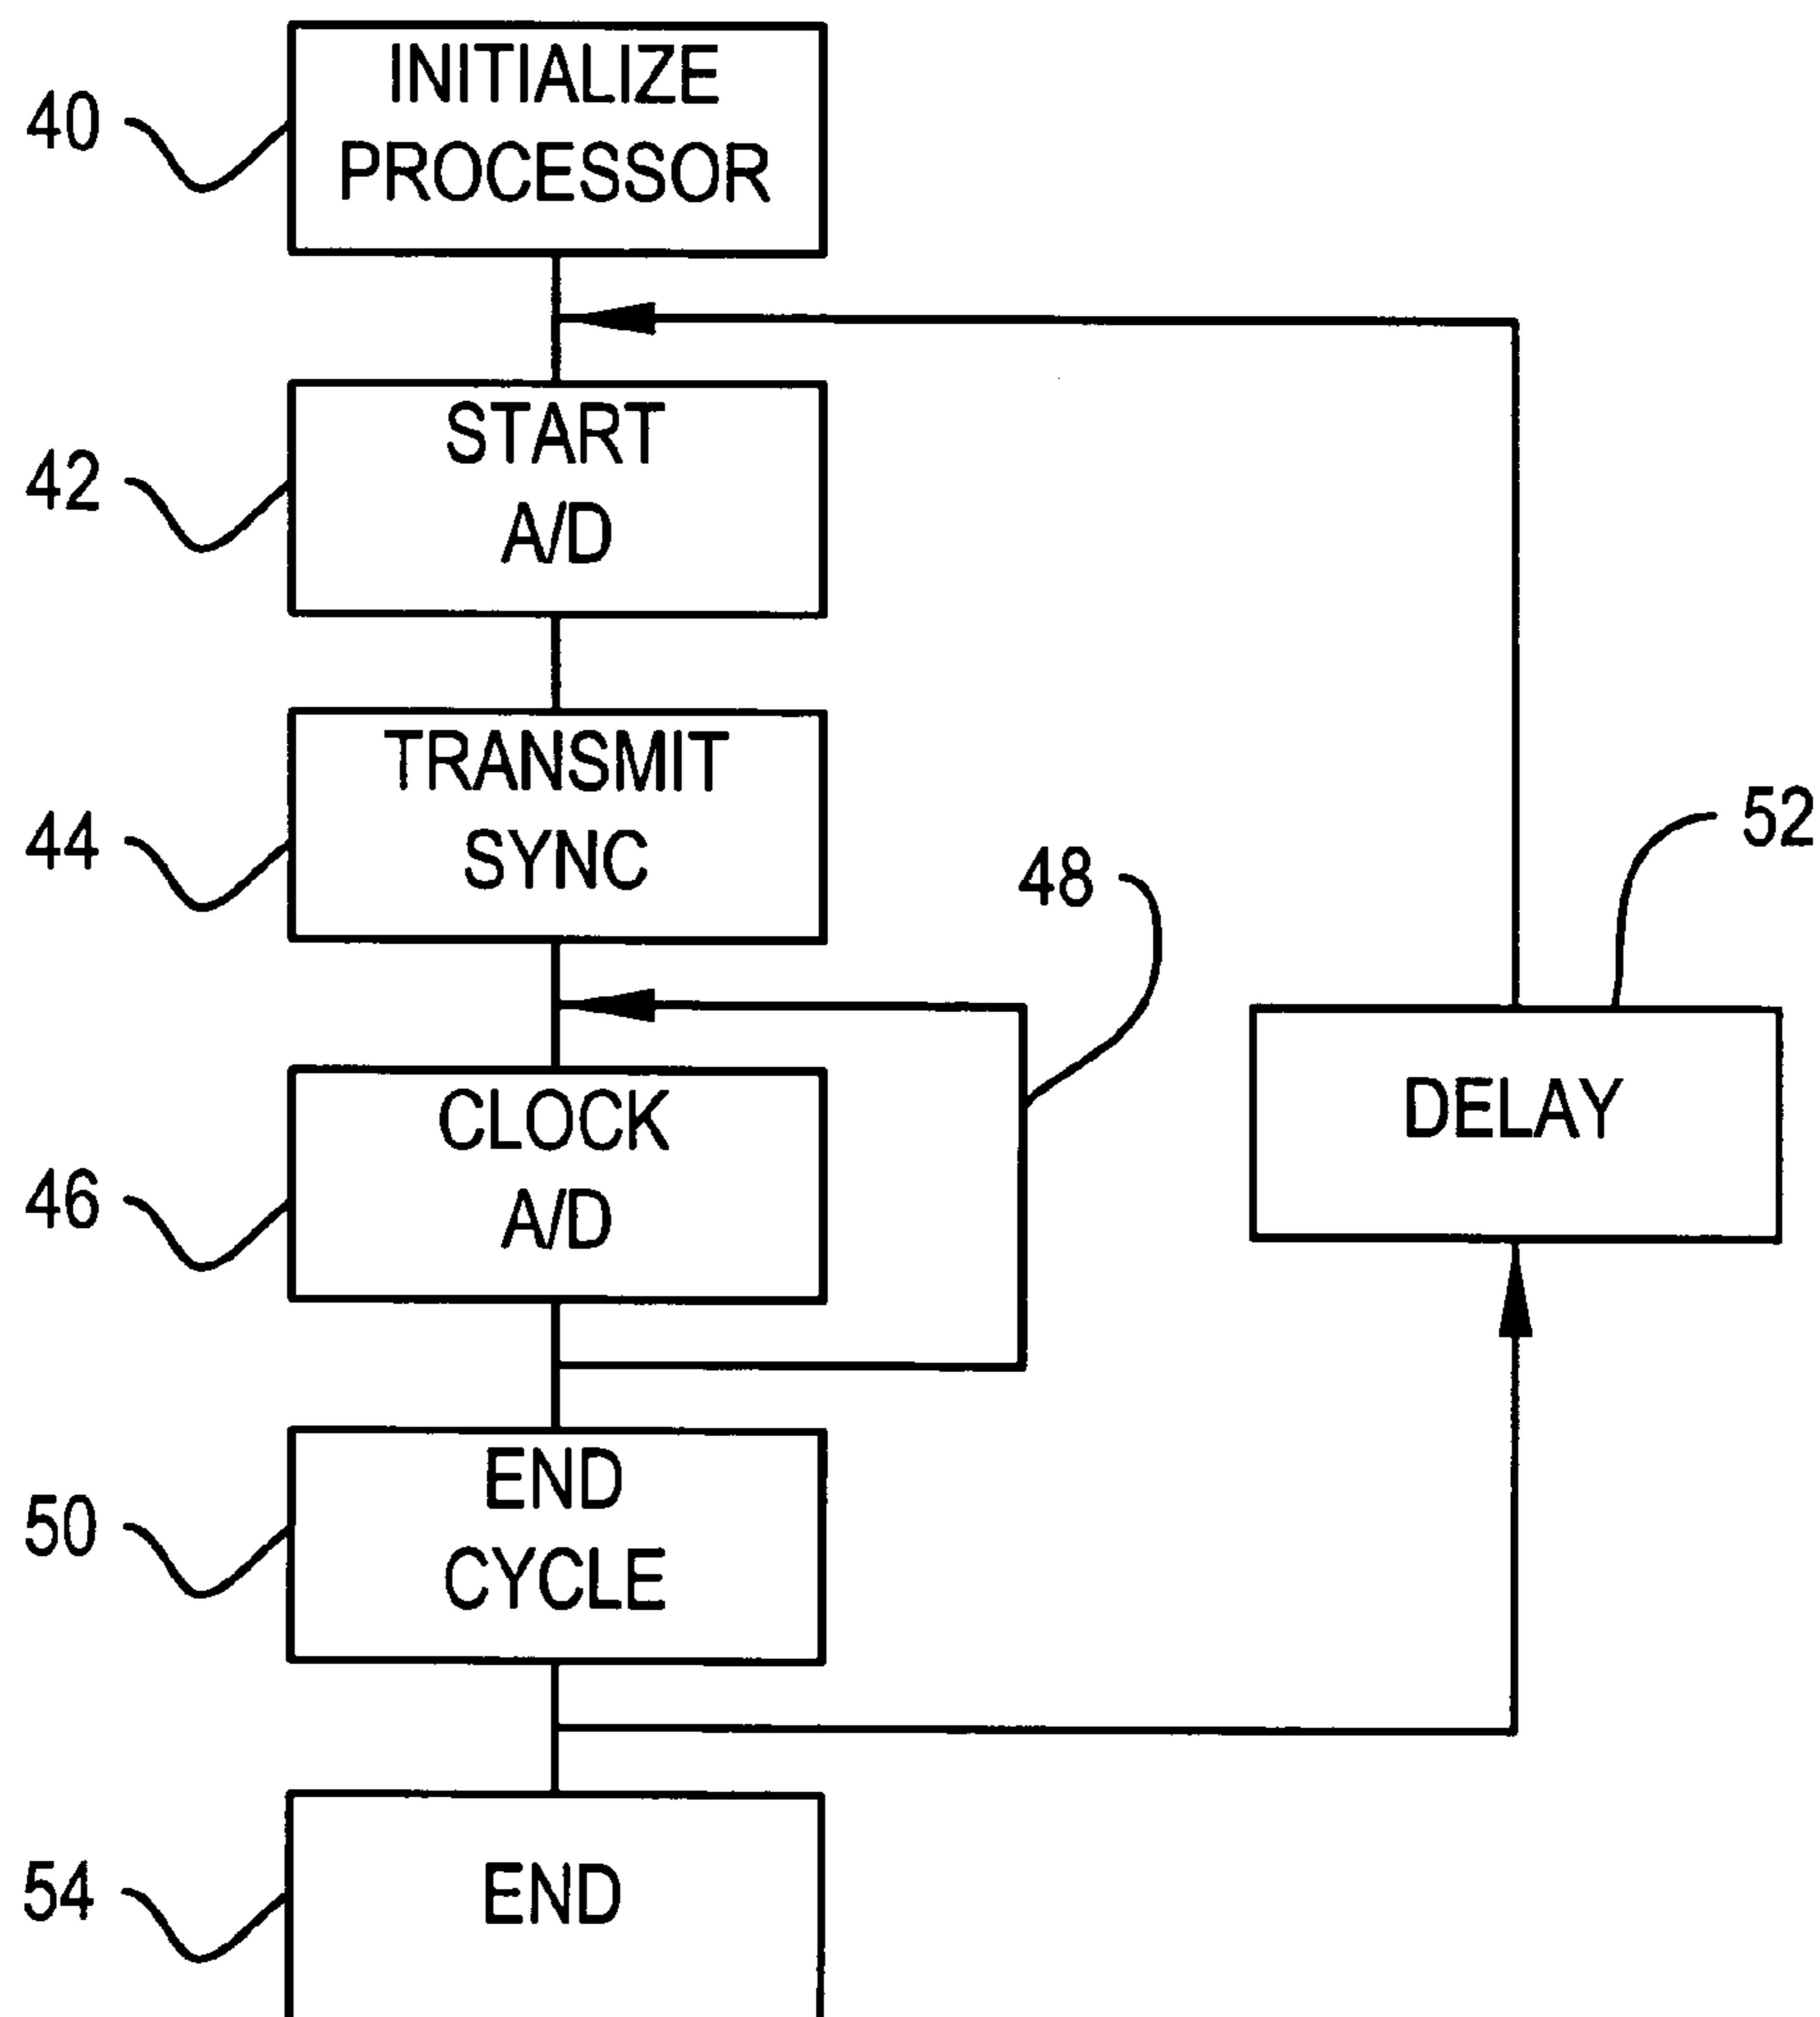 40
INITIALIZE
PROCESSOR
42
START
A/D
44
TRANSMIT
SYNC
48
52
46
CLOCK
A/D
DELAY
50
END
CYCLE
54
END